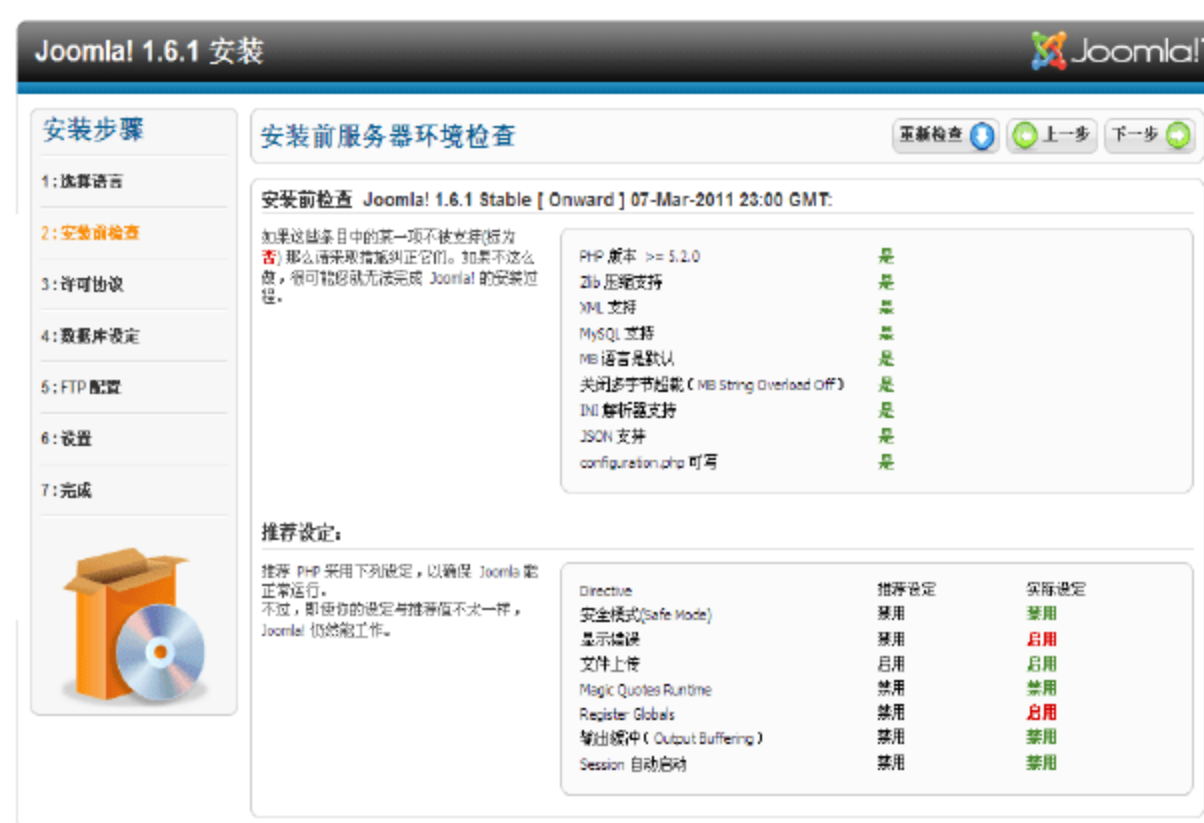 Joomla! 1.6.1 安装
Joomla!
安装步骤
1 : 选择语言
2 : 安装前检查
3 : 许可协议
4 : 数据库设定
5 : FTP 配置
6 : 设置
7 : 完成
安装前服务器环境检查
重新检查
上一步
下一步
安装前检查 Joomla! 1.6.1 Stable [ Onward ] 07-Mar-2011 23:00 GMT:
如果这些条目中的某一项不被支持(标为
否) 那么请采取措施纠正它们。如果不这么
做，很可能您就无法完成 Joomla! 的安装过
程。
PHP 版本 >= 5.2.0 是
Zlib 压缩支持 是
XML 支持 是
MySQL 支持 是
MB 语言是默认 是
关闭多字节超载 ( MB String Overload Off ) 是
INI 解析器支持 是
JSON 支持 是
configuration.php 可写 是
推荐设定:
推荐 PHP 采用下列设定，以确保 Joomla 能
正常运行。
不过，即使你的设定与推荐值不太一样，
Joomla! 仍然能工作。
Directive 推荐设定 实际设定
安全模式(Safe Mode) 禁用 禁用
显示错误 禁用 启用
文件上传 启用 启用
Magic Quotes Runtime 禁用 禁用
Register Globals 禁用 启用
输出缓冲 ( Output Buffering ) 禁用 禁用
Session 自动启动 禁用 禁用